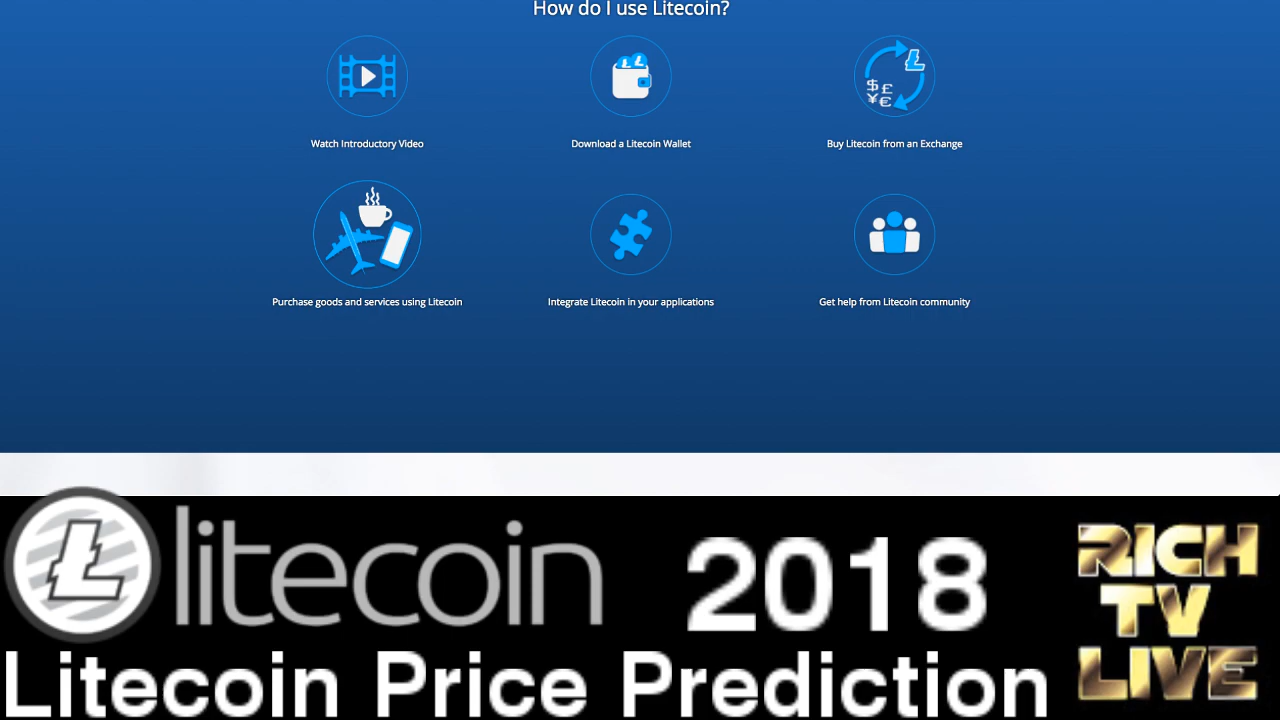 How do I use Litecoin?
Watch Introductory Video
Download a Litecoin Wallet
Buy Litecoin from an Exchange
$ £
¥ €
Purchase goods and services using Litecoin
Integrate Litecoin in your applications
Get help from Litecoin community
litecoin 2018
Litecoin Price Prediction
RICH
TV
LIVE